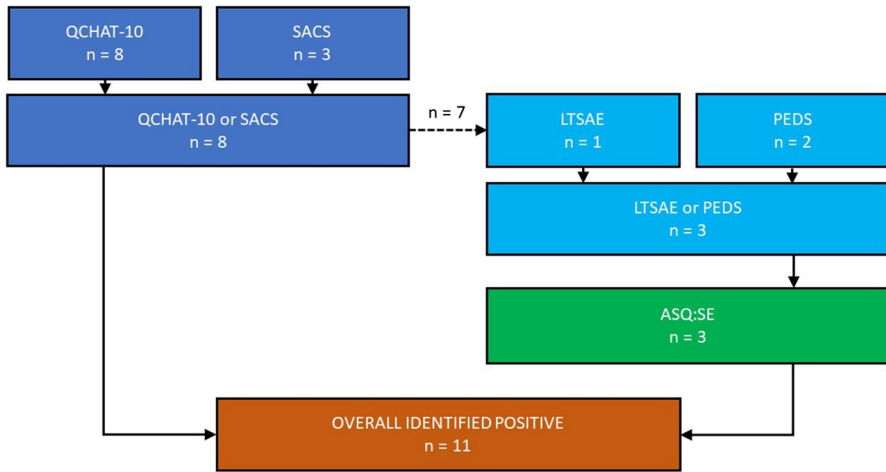 QCHAT-10
n = 8
SACS
n = 3
QCHAT-10 or SACS
n = 8
n = 7
LTSAE
n = 1
PEDS
n = 2
LTSAE or PEDS
n = 3
ASQ:SE
n = 3
OVERALL IDENTIFIED POSITIVE
n = 11